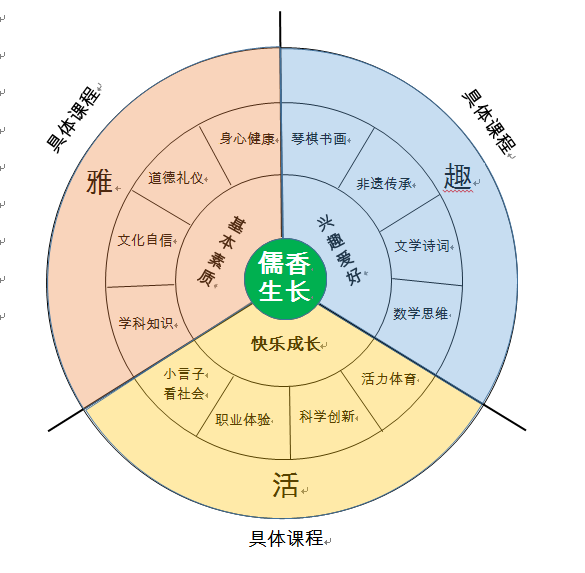 具体课程
具体课程
雅
趣
身心健康
琴棋书画
道德礼仪
非遗传承
文化自信
文学诗词
学科知识
数学思维
基本素质
兴趣爱好
儒香
生长
快乐成长
小言子
看社会
职业体验
科学创新
活力体育
活
具体课程